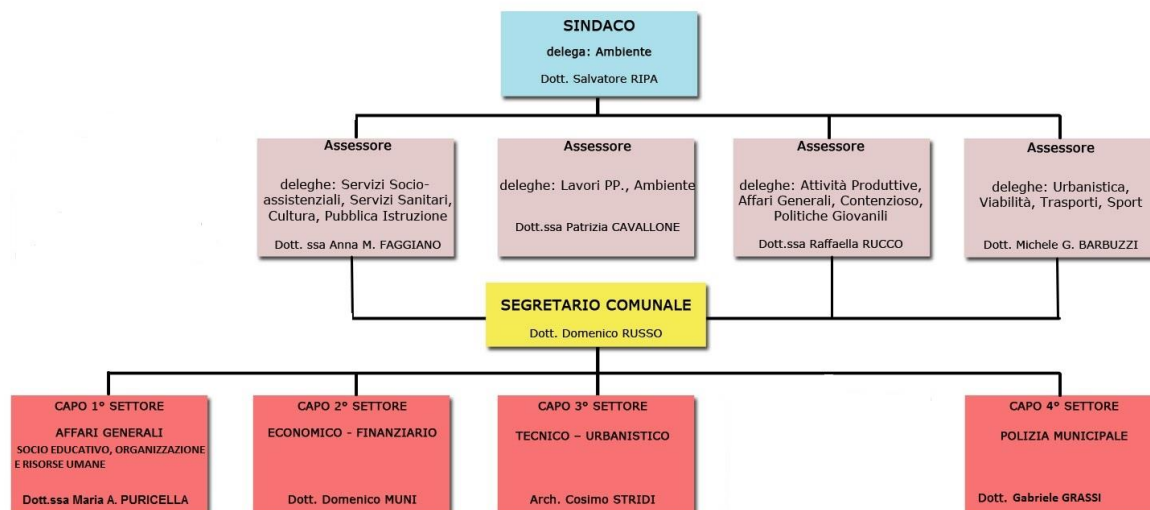 SINDACO
delega: Ambiente
Dott. Salvatore RIPA
Assessore
deleghe: Servizi Socio-
assistenziali, Servizi Sanitari,
Cultura, Pubblica Istruzione
Dott. ssa Anna M. FAGGIANO
Assessore
deleghe: Lavori PP., Ambiente
Dott.ssa Patrizia CAVALLONE
Assessore
deleghe: Attività Produttive,
Affari Generali, Contenzioso,
Politiche Giovanili
Dott.ssa Raffaella RUCCO
Assessore
deleghe: Urbanistica,
Viabilità, Trasporti, Sport
Dott. Michele G. BARBUZZI
SEGRETARIO COMUNALE
Dott. Domenico RUSSO
CAPO 1° SETTORE
AFFARI GENERALI
SOCIO EDUCATIVO, ORGANIZZAZIONE
E RISORSE UMANE
Dott.ssa Maria A. PURICELLA
CAPO 2° SETTORE
ECONOMICO - FINANZIARIO
Dott. Domenico MUNI
CAPO 3° SETTORE
TECNICO – URBANISTICO
Arch. Cosimo STRIDI
CAPO 4° SETTORE
POLIZIA MUNICIPALE
Dott. Gabriele GRASSI